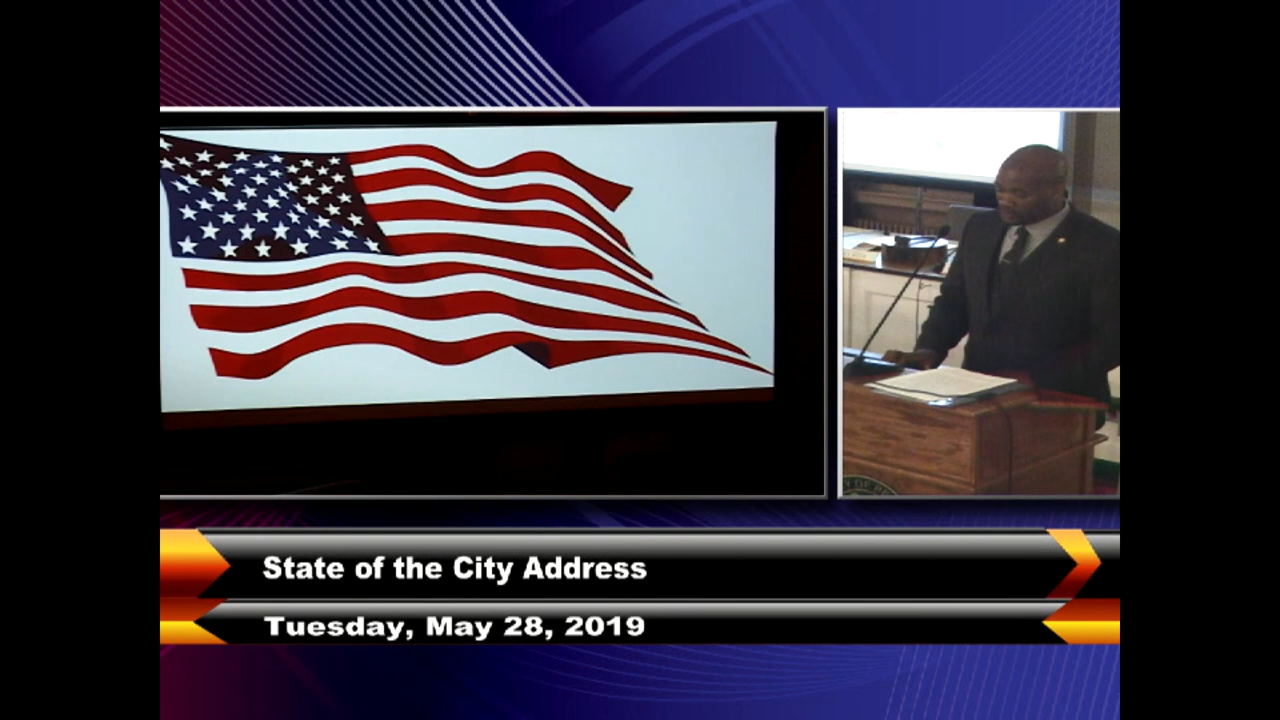 State of the City Address
Tuesday, May 28, 2019